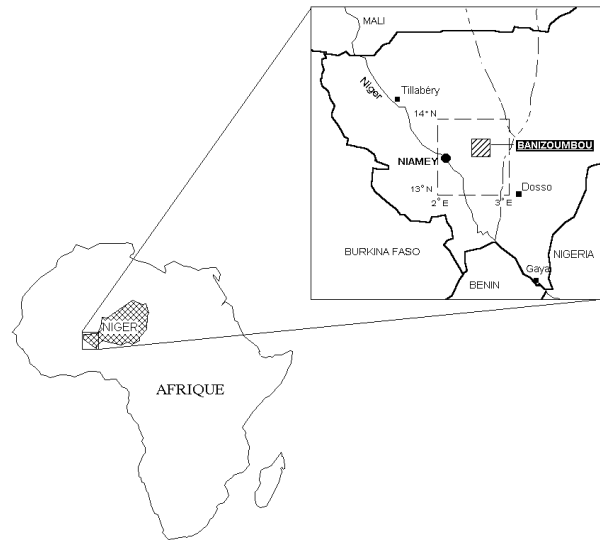 MALI
Niger
Tillabéry
14° N
BANIZOUMBOU
NIAMEY
13° N
Dosso
2° E
3° E
BURKINA FASO
NIGERIA
Gaya
BENIN
NIGER
AFRIQUE